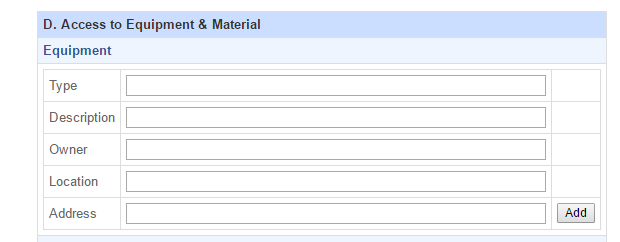 D. Access to Equipment & Material
Equipment
Type
Description
Owner
Location
Address Add